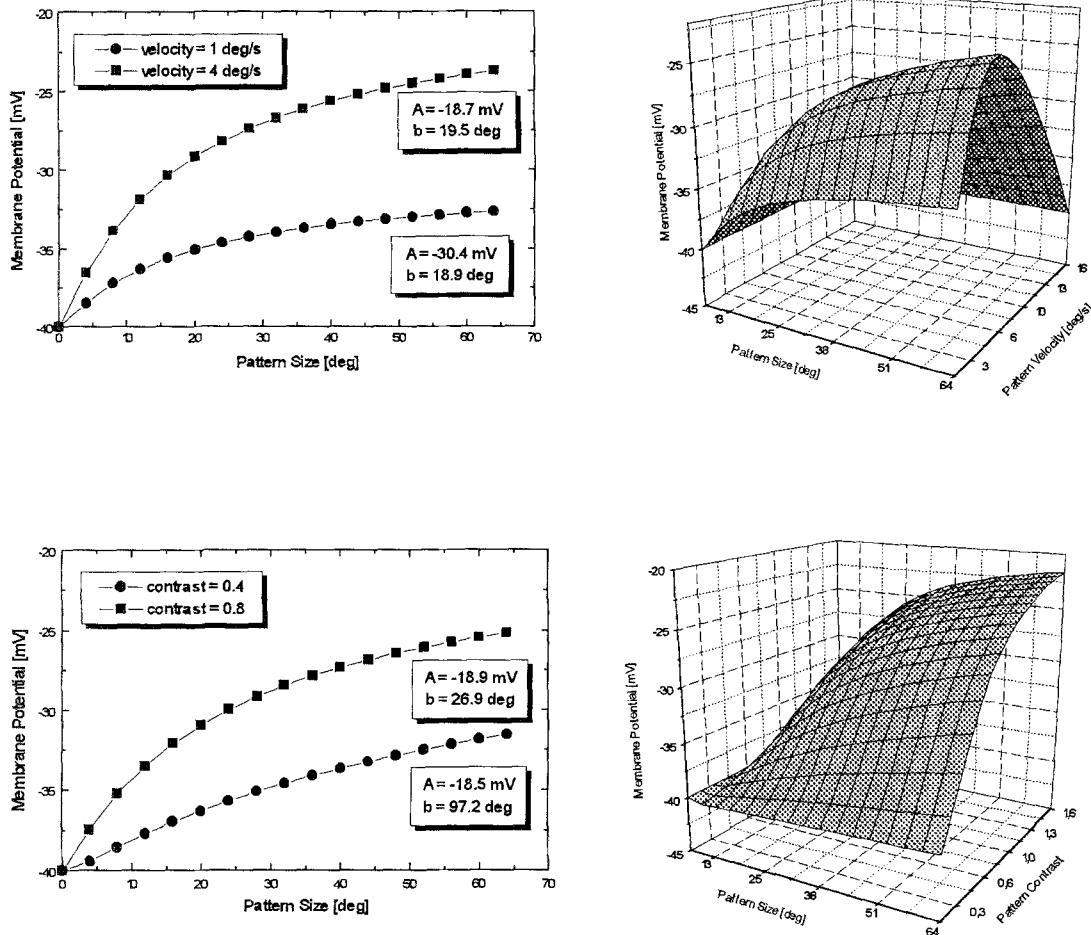 -20
-25
-30
-35
-40
0
10
20
30
40
50
60
70
Membrane Potential [mV]
Pattern Size [deg]
velocity = 1 deg/s
velocity = 4 deg/s
A=-18.7 mV
b = 19.5 deg
A=-30.4 mV
b = 18.9 deg
-25
-30
-35
-40
-45
Membrane Potential [mV]
13
25
38
51
64
Pattern Size [deg]
3
6
10
13
16
Pattern Velocity [deg/s]
-20
-25
-30
-35
-40
0
10
20
30
40
50
60
70
Membrane Potential [mV]
Pattern Size [deg]
contrast = 0.4
contrast = 0.8
A=-18.9 mV
b = 26.9 deg
A=-18.5 mV
b = 97.2 deg
-20
-25
-30
-35
-40
-45
Membrane Potential [mV]
13
25
38
51
64
Pattern Size [deg]
0,3
0,6
1,0
1,3
1,6
Pattern Contrast